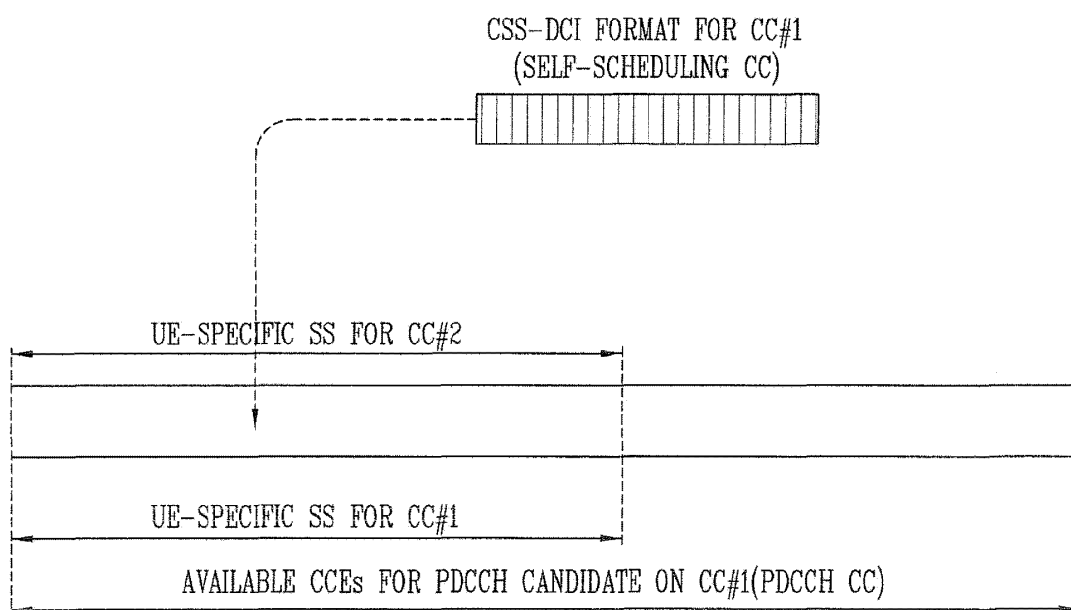 CSS-DCI FORMAT FOR CC#1
(SELF-SCHEDULING CC)
UE-SPECIFIC SS FOR CC#2
UE-SPECIFIC SS FOR CC#1
AVAILABLE CCEs FOR PDCCH CANDIDATE ON CC#1(PDCCH CC)